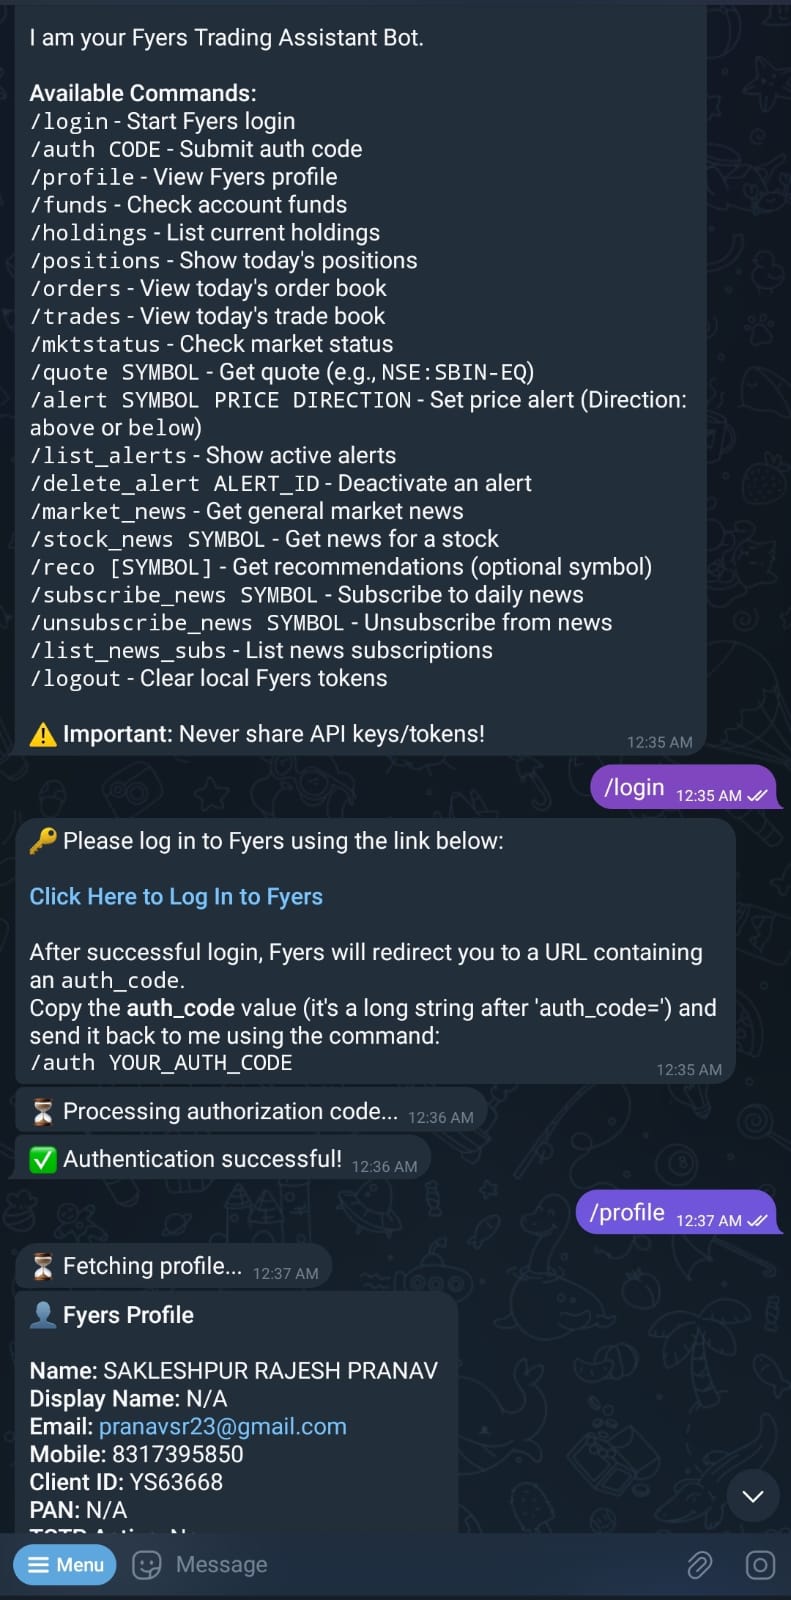 I am your Fyers Trading Assistant Bot.
Available Commands:
/login - Start Fyers login
/auth CODE - Submit auth code
/profile - View Fyers profile
/funds - Check account funds
/holdings - List current holdings
/positions - Show today's positions
/orders - View today's order book
/trades - View today's trade book
/mktstatus - Check market status
/quote SYMBOL - Get quote (e.g., NSE:SBIN-EQ)
/alert SYMBOL PRICE DIRECTION - Set price alert (Direction:
above or below)
/list_alerts - Show active alerts
/delete_alert ALERT_ID - Deactivate an alert
/market_news - Get general market news
/stock_news SYMBOL - Get news for a stock
/reco [SYMBOL] - Get recommendations (optional symbol)
/subscribe_news SYMBOL - Subscribe to daily news
/unsubscribe_news SYMBOL - Unsubscribe from news
/list_news_subs - List news subscriptions
/logout - Clear local Fyers tokens
⚠️ Important: Never share API keys/tokens!
12:35 AM
/login 12:35 AM
🔑 Please log in to Fyers using the link below:
Click Here to Log In to Fyers
After successful login, Fyers will redirect you to a URL containing
an auth_code.
Copy the auth_code value (it's a long string after 'auth_code=') and
send it back to me using the command:
/auth YOUR_AUTH_CODE
12:35 AM
⏳ Processing authorization code... 12:36 AM
✅ Authentication successful! 12:36 AM
/profile 12:37 AM
⏳ Fetching profile... 12:37 AM
👤 Fyers Profile
Name: SAKLESHPUR RAJESH PRANAV
Display Name: N/A
Email: pranavsr23@gmail.com
Mobile: 8317395850
Client ID: YS63668
PAN: N/A
Menu
Message